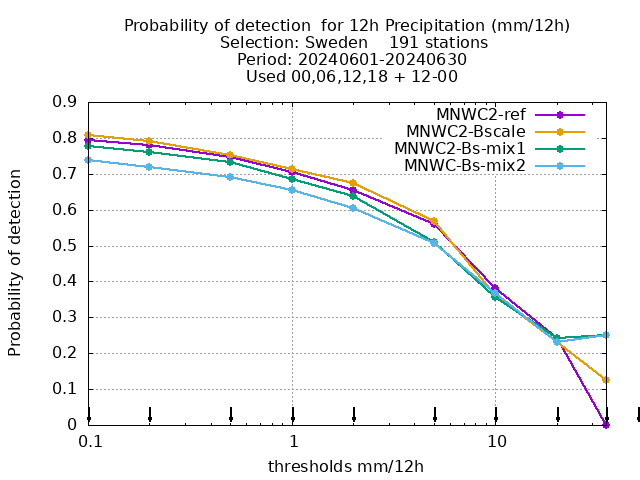 Probability of detection  for 12h Precipitation (mm/12h)
Selection: Sweden    191 stations
Period: 20240601-20240630
Used 00,06,12,18 + 12-00
MNWC2-ref
MNWC2-Bscale
MNWC2-Bs-mix1
MNWC-Bs-mix2
Probability of detection
0.9
0.8
0.7
0.6
0.5
0.4
0.3
0.2
0.1
0
0.1 1 10
thresholds mm/12h